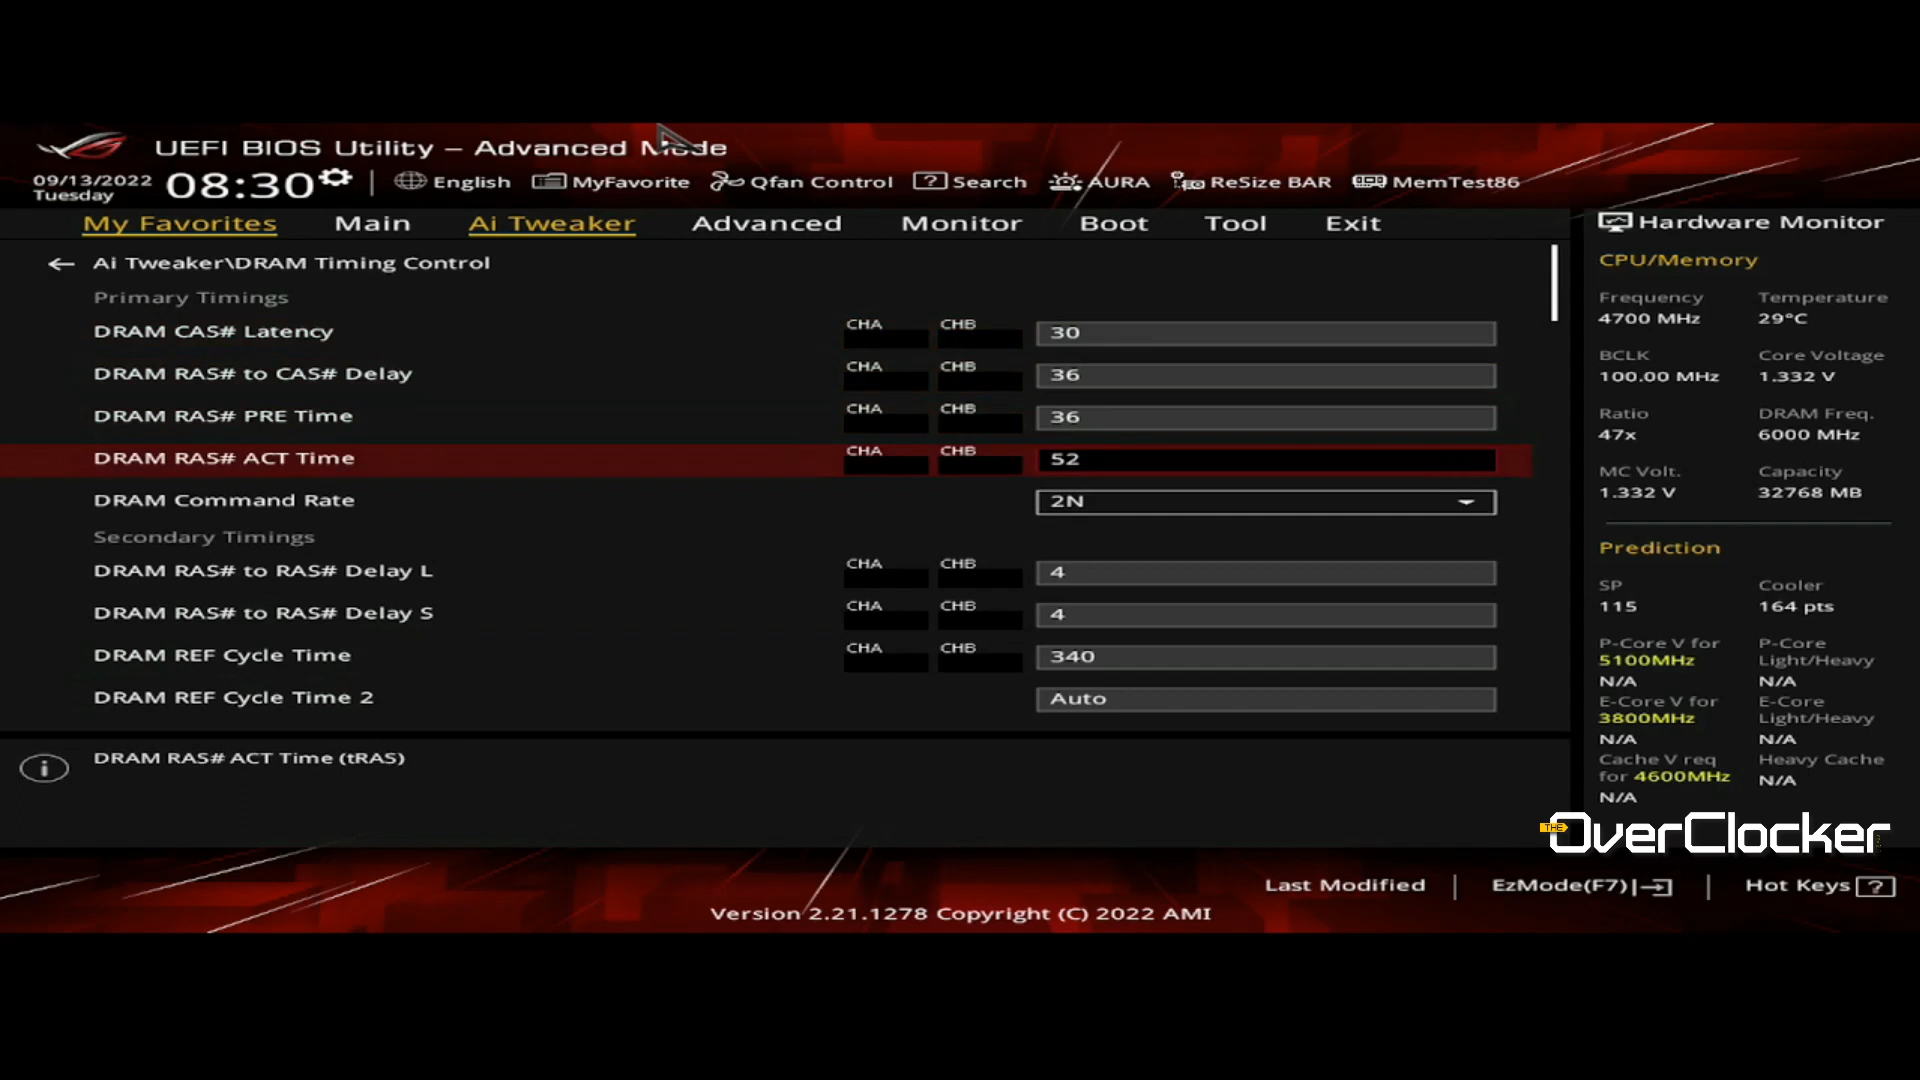 UEFI BIOS Utility – Advanced Mode
09/13/2022
Tuesday
08:30
English
MyFavorite
Qfan Control
? Search
AURA
ReSize BAR
MemTest86
My Favorites
Main
Ai Tweaker
Advanced
Monitor
Boot
Tool
Exit
Ai Tweaker\DRAM Timing Control
Primary Timings
DRAM CAS# Latency CHA CHB 30
DRAM RAS# to CAS# Delay CHA CHB 36
DRAM RAS# PRE Time CHA CHB 36
DRAM RAS# ACT Time CHA CHB 52
DRAM Command Rate 2N
Secondary Timings
DRAM RAS# to RAS# Delay L CHA CHB 4
DRAM RAS# to RAS# Delay S CHA CHB 4
DRAM REF Cycle Time CHA CHB 340
DRAM REF Cycle Time 2 Auto
i DRAM RAS# ACT Time (tRAS)
Hardware Monitor
CPU/Memory
Frequency Temperature
4700 MHz 29°C
BCLK Core Voltage
100.00 MHz 1.332 V
Ratio DRAM Freq.
47x 6000 MHz
MC Volt. Capacity
1.332 V 32768 MB
Prediction
SP Cooler
115 164 pts
P-Core V for P-Core
5100MHz Light/Heavy
N/A N/A
E-Core V for E-Core
3800MHz Light/Heavy
N/A N/A
Cache V req Heavy Cache
for 4600MHz N/A
N/A
THE OverClocker
Last Modified
EzMode(F7)
Hot Keys ?
Version 2.21.1278 Copyright (C) 2022 AMI